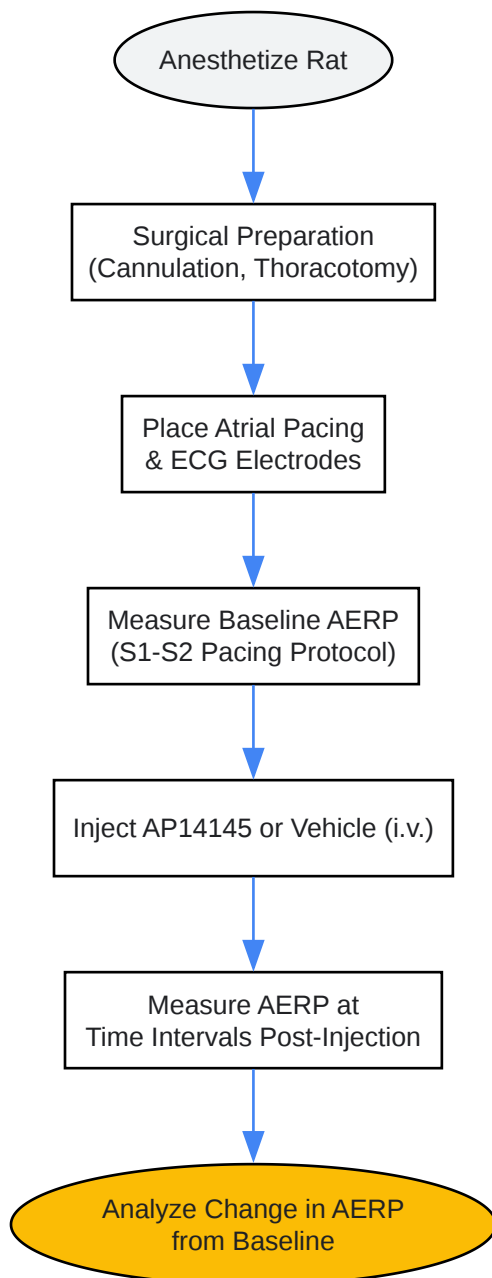 Anesthetize Rat
Surgical Preparation
(Cannulation, Thoracotomy)
Place Atrial Pacing
& ECG Electrodes
Measure Baseline AERP
(S1-S2 Pacing Protocol)
Inject AP14145 or Vehicle (i.v.)
Measure AERP at
Time Intervals Post-Injection
Analyze Change in AERP
from Baseline